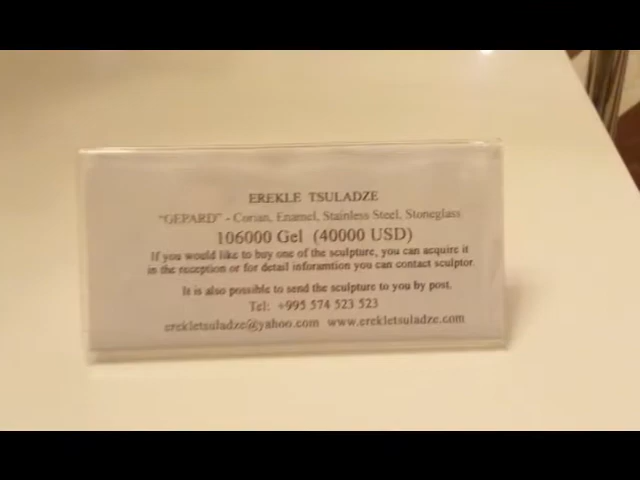 EREKLE TSULADZE
"GEPARD" - Corian, Enamel, Stainless Steel, Stoneglass
106000 Gel (40000 USD)
If you would like to buy one of the sculpture, you can acquire it
in the reception or for detail inforamtion you can contact sculptor.
It is also possible to send the sculpture to you by post.
Tel: +995 574 523 523
erekletsuladze@yahoo.com www.erekletsuladze.com